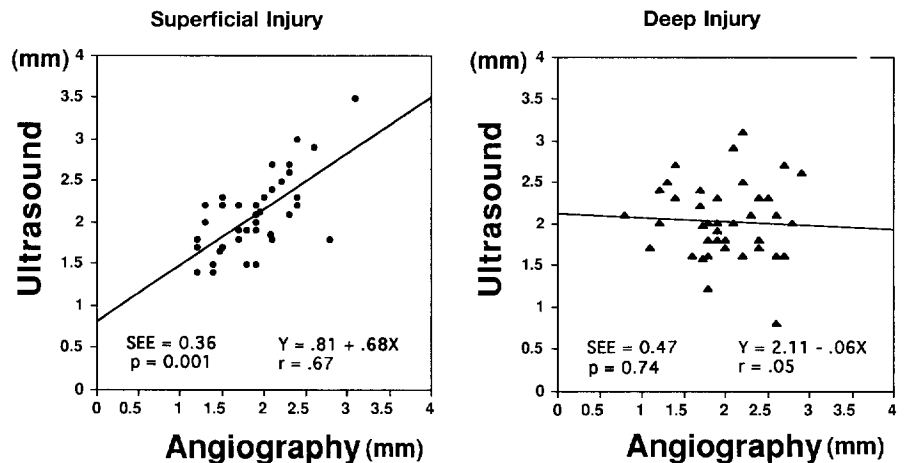 Superficial Injury
(mm)
Ultrasound
4
3.5
3
2.5
2
1.5
1
0.5
0
SEE = 0.36
p = 0.001
Y = .81 + .68X
r = .67
0 0.5 1 1.5 2 2.5 3 3.5 4
Angiography (mm)
Deep Injury
(mm)
Ultrasound
4
3.5
3
2.5
2
1.5
1
0.5
0
SEE = 0.47
p = 0.74
Y = 2.11 - .06X
r = .05
0 0.5 1 1.5 2 2.5 3 3.5 4
Angiography (mm)